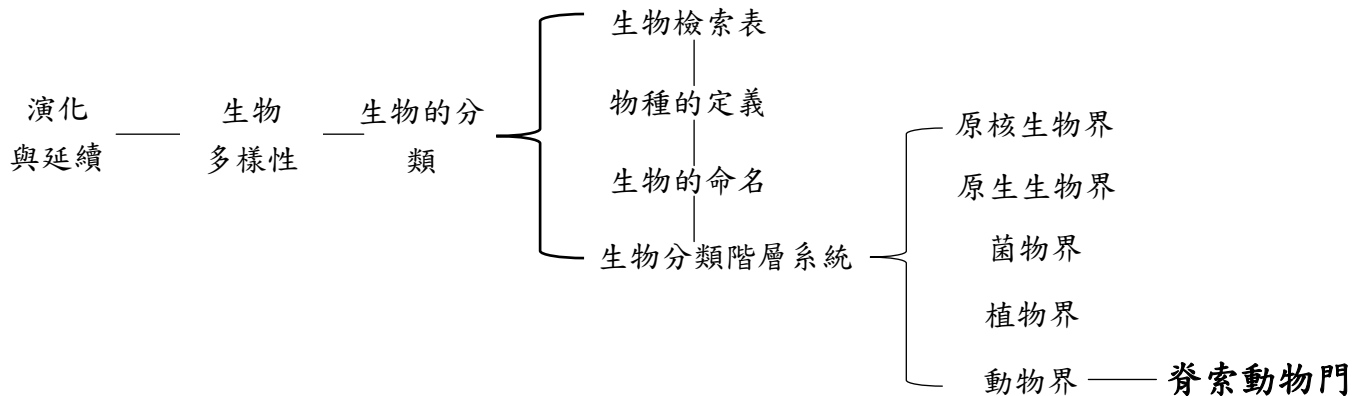 演化
與延續
生物
多樣性
生物的分
類
生物檢索表
物種的定義
生物的命名
生物分類階層系統
原核生物界
原生生物界
菌物界
植物界
動物界
脊索動物門